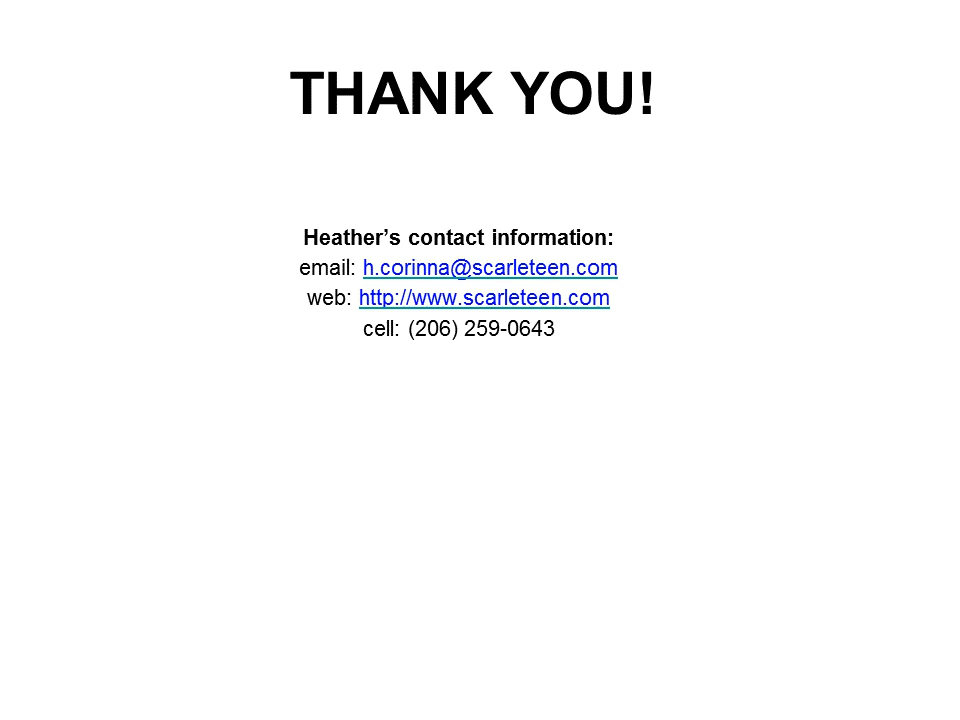 THANK YOU!
Heather’s contact information:
email: h.corinna@scarleteen.com
web: http://www.scarleteen.com
cell: (206) 259-0643